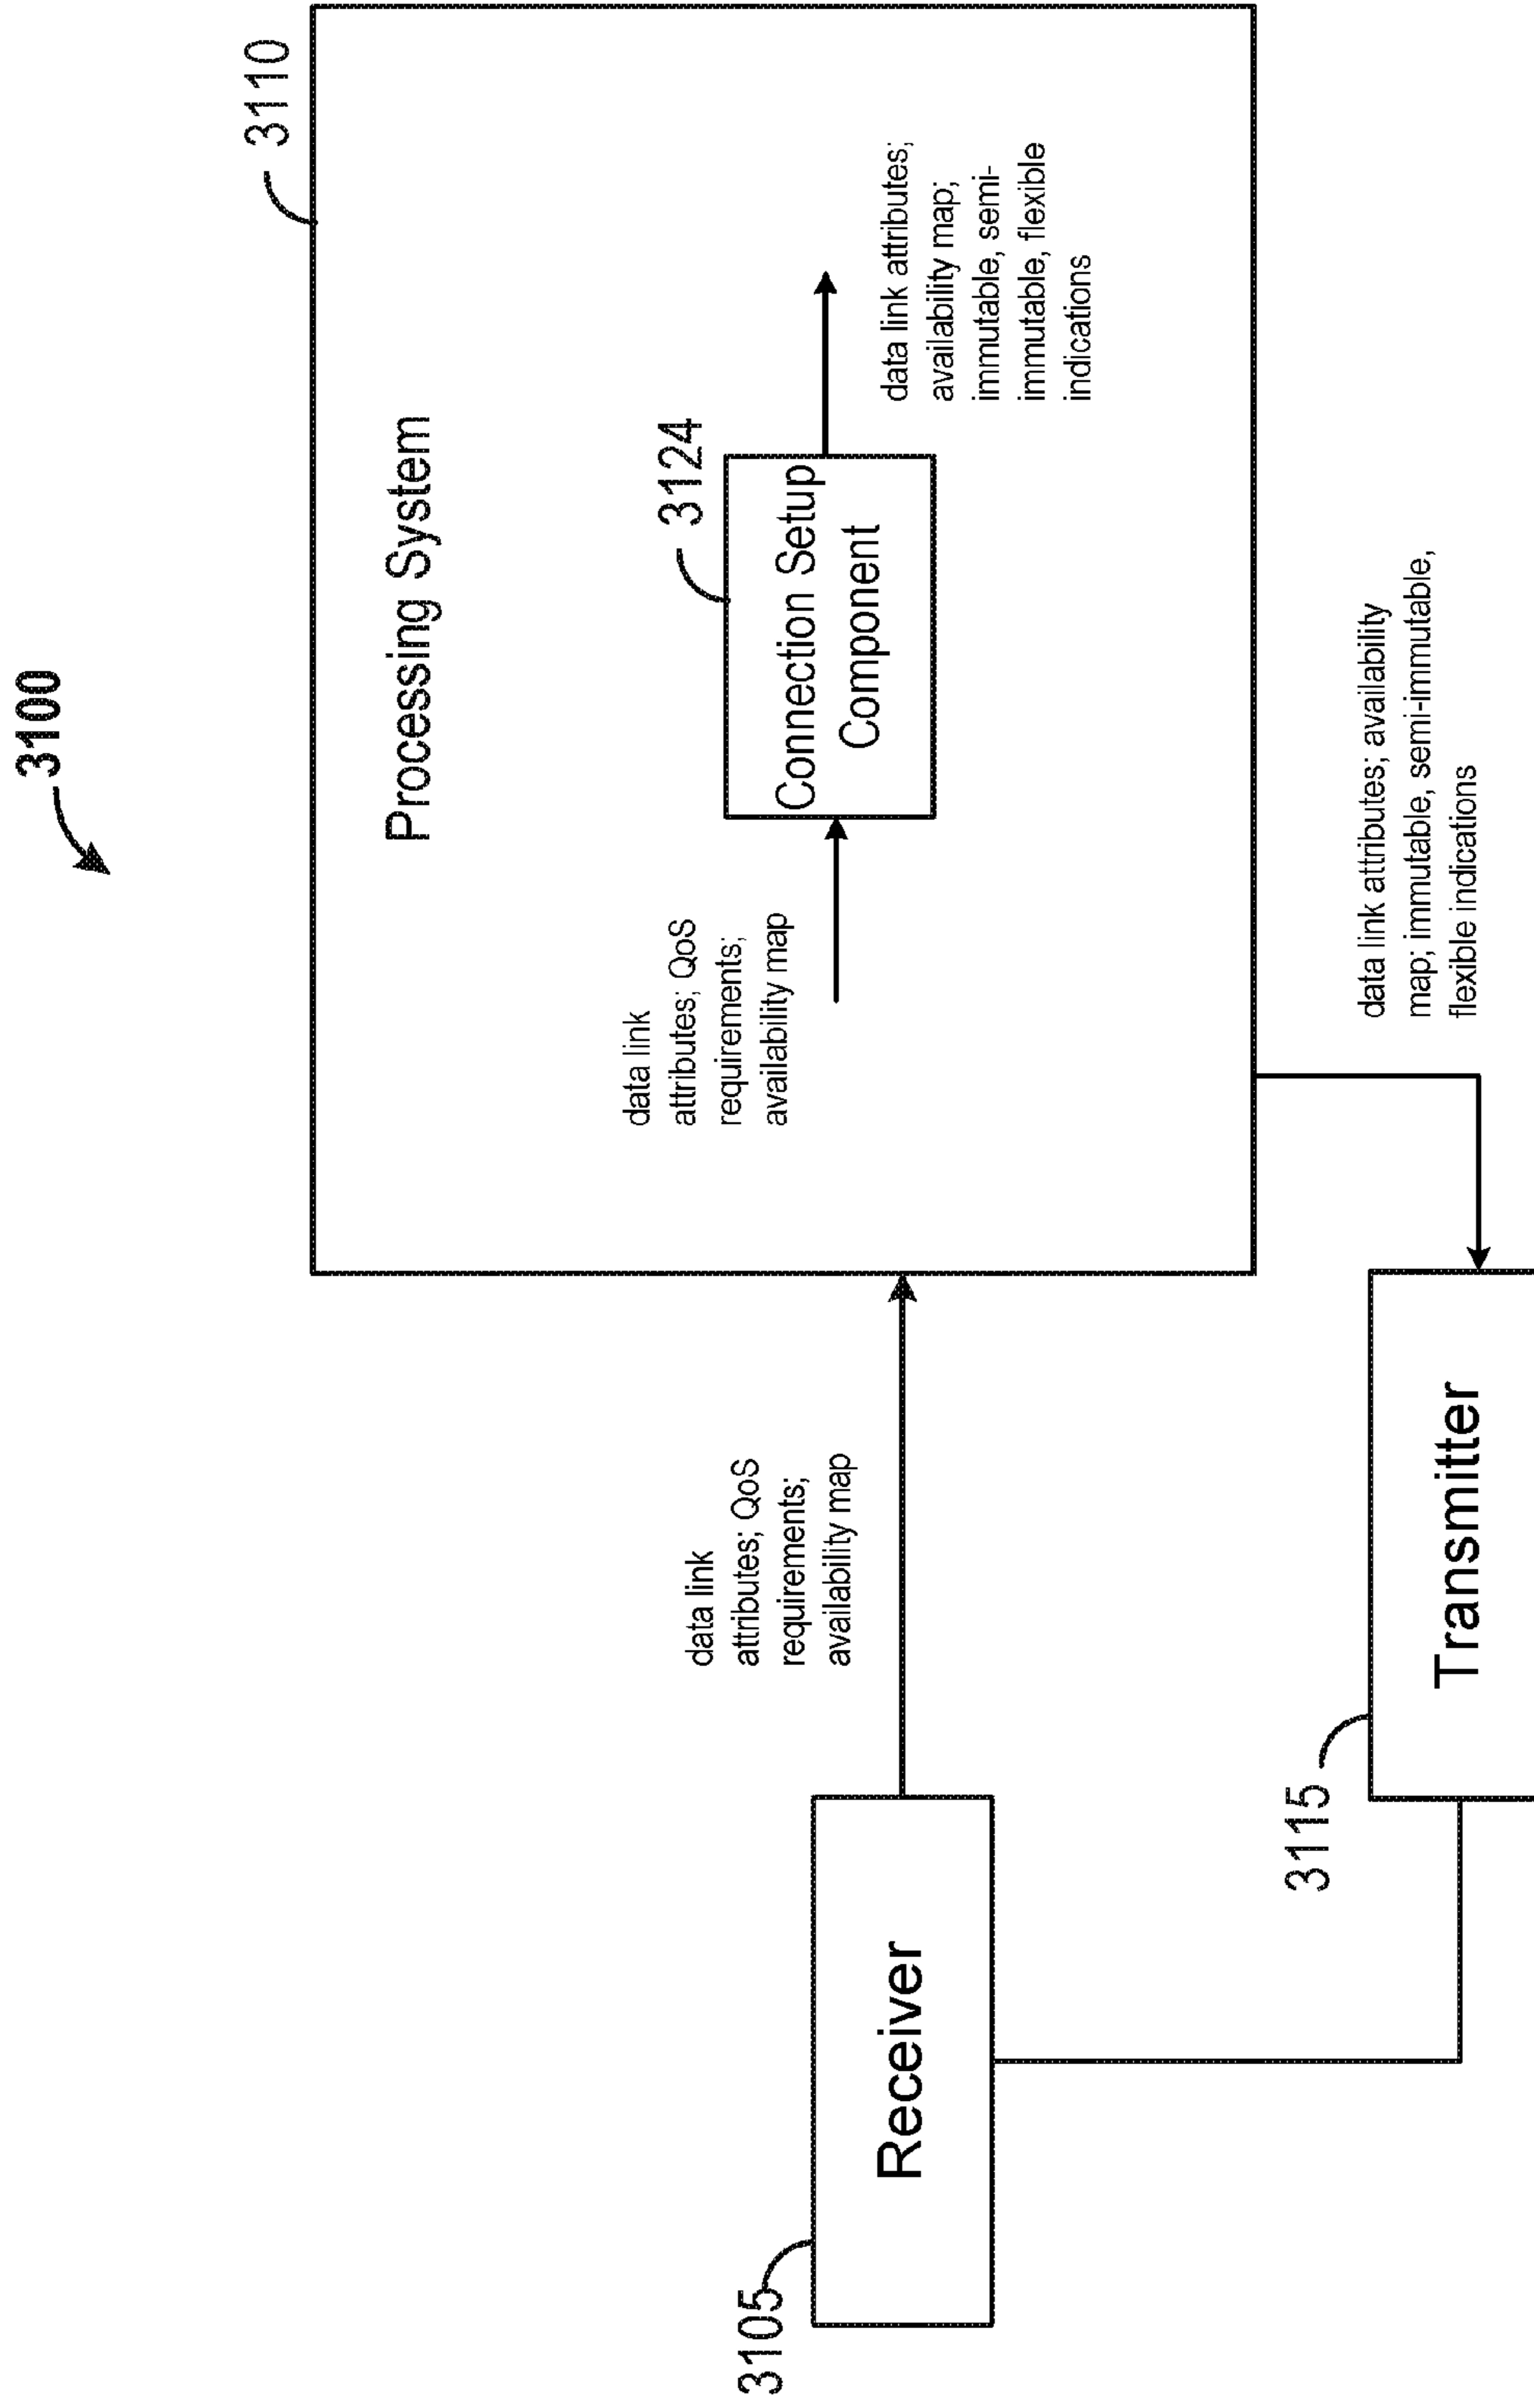 3100
3110
Processing System
3124
Connection Setup
Component
data link
attributes; QoS
requirements;
availability map
data link attributes;
availability map;
immutable, semi-
immutable, flexible
indications
data link
attributes; QoS
requirements;
availability map
3105
Receiver
data link attributes; availability
map; immutable, semi-immutable,
flexible indications
3115
Transmitter